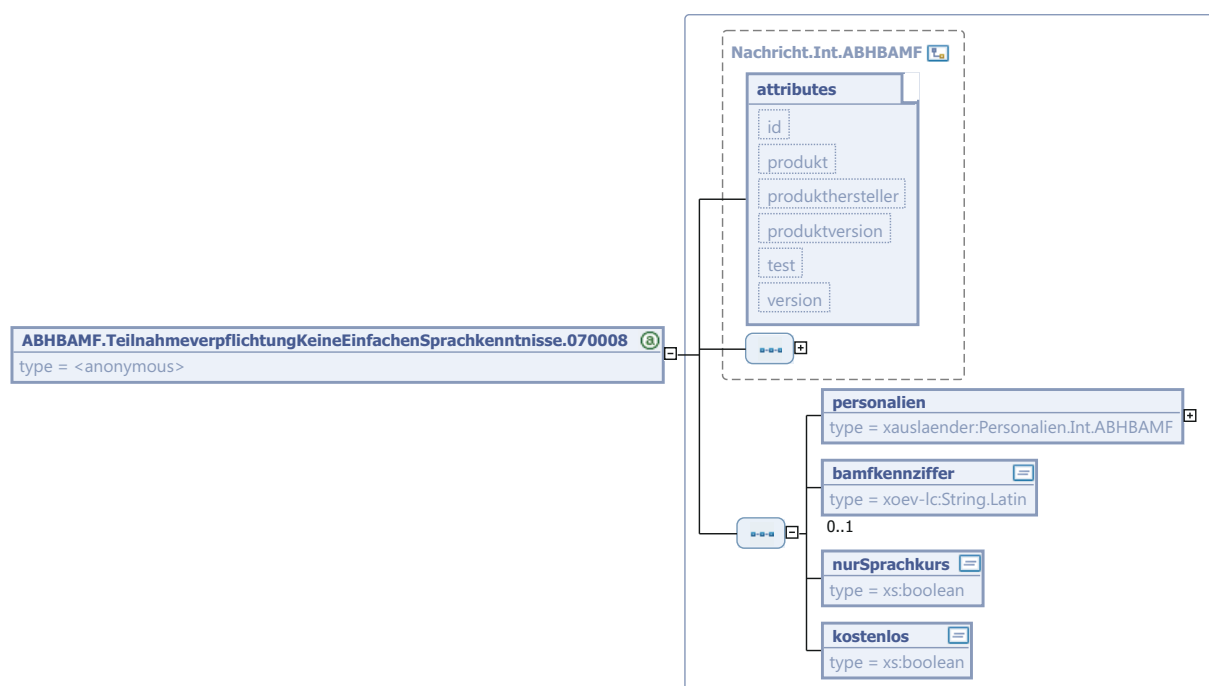 Nachricht.Int.ABHBAMF
attributes
id
produkt
produkthersteller
produktversion
test
version
ABHBAMF.TeilnahmeverpflichtungKeineEinfachenSprachkenntnisse.070008 a
type = <anonymous>
personalien
type = xauslaender:Personalien.Int.ABHBAMF
bamfkennziffer
type = xoev-lc:String.Latin
0..1
nurSprachkurs
type = xs:boolean
kostenlos
type = xs:boolean